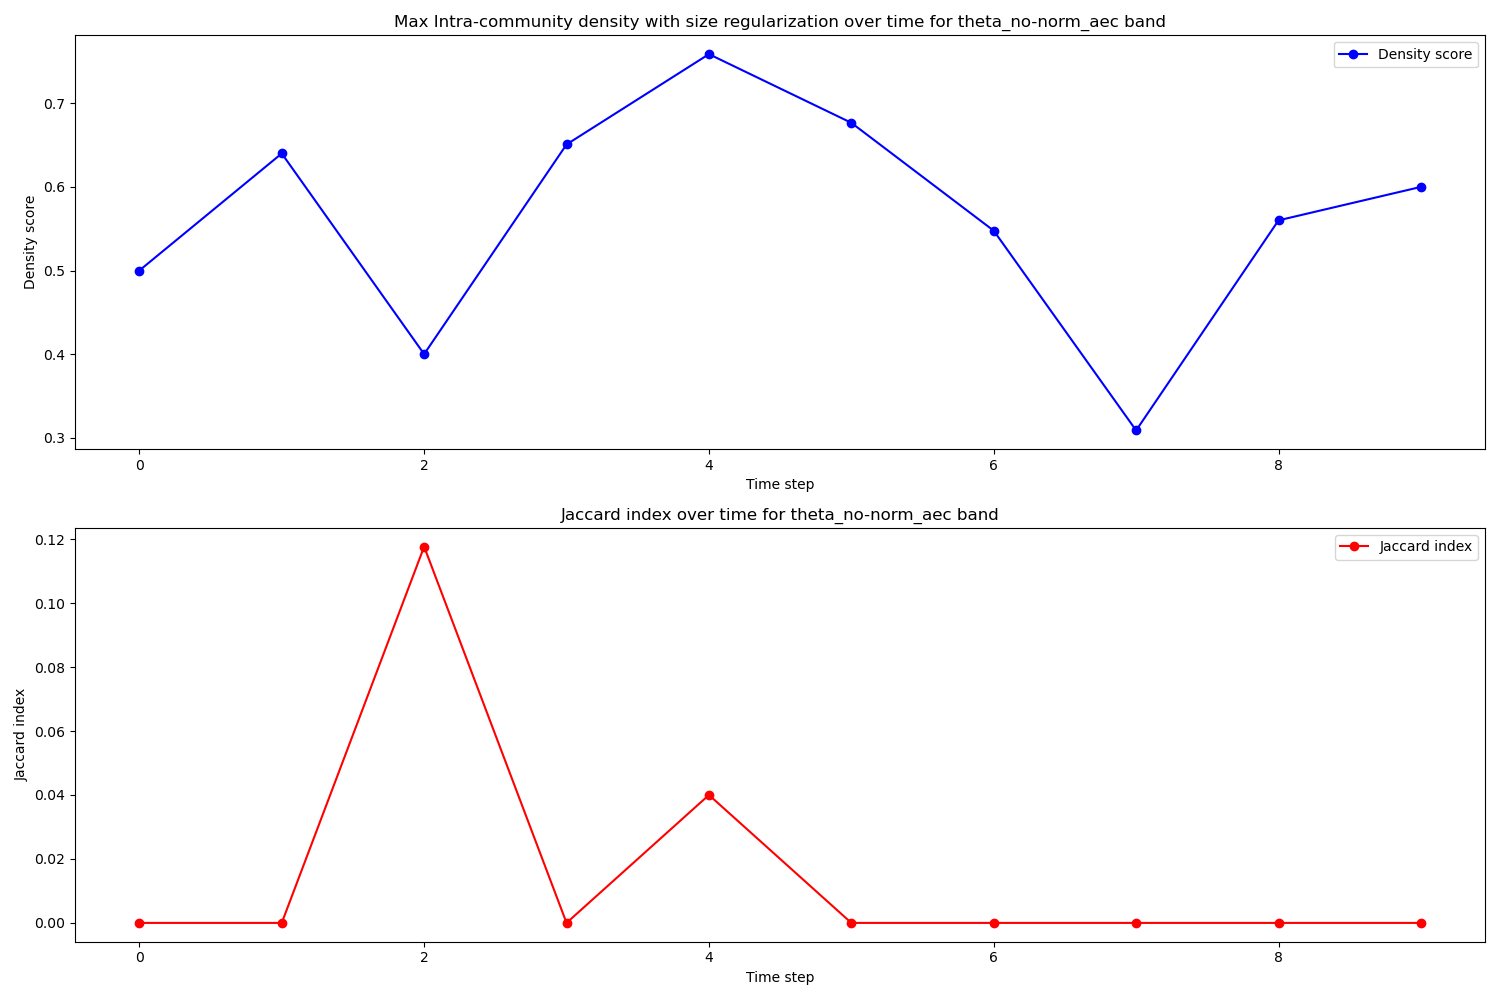 Max Intra-community density with size regularization over time for theta_no-norm_aec band
Density score
Density score
0.7
0.6
0.5
0.4
0.3
0 2 4 6 8
Time step
Jaccard index over time for theta_no-norm_aec band
Jaccard index
Jaccard index
0.12
0.10
0.08
0.06
0.04
0.02
0.00
0 2 4 6 8
Time step